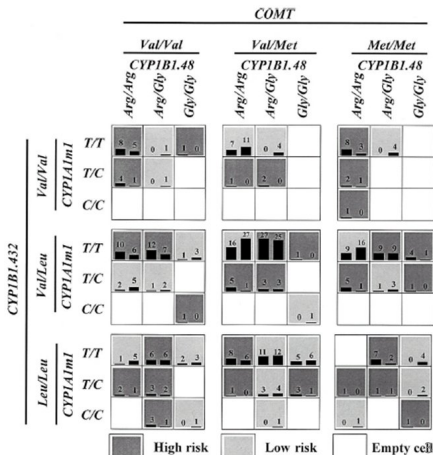 COMT
Val/Val Val/Met Met/Met
CYP1B1.48 CYP1B1.48 CYP1B1.48
Arg/Arg Arg/Gly Gly/Gly Arg/Arg Arg/Gly Gly/Gly Arg/Arg Arg/Gly Gly/Gly
CYP1B1.432
Val/Val
CYP1A1m1
T/T 8 5 0 1 1 0 7 11 0 4 8 3 0 4
T/C 4 1 0 1 1 0 2 6 2 1
C/C 1 0
Val/Leu
CYP1A1m1
T/T 10 6 12 7 1 3 16 27 27 25 1 0 9 16 9 9 4 1
T/C 2 5 1 2 5 1 3 3 5 1 1 3 1 0
C/C 1 0 0 1
Leu/Leu
CYP1A1m1
T/T 1 5 6 6 2 3 8 6 11 12 5 6 7 2 0 4
T/C 2 1 3 2 1 0 3 4 3 1 1 0 1 0 0 2
C/C 1 0 1 0 1 0 1 1 0
High risk Low risk Empty cell